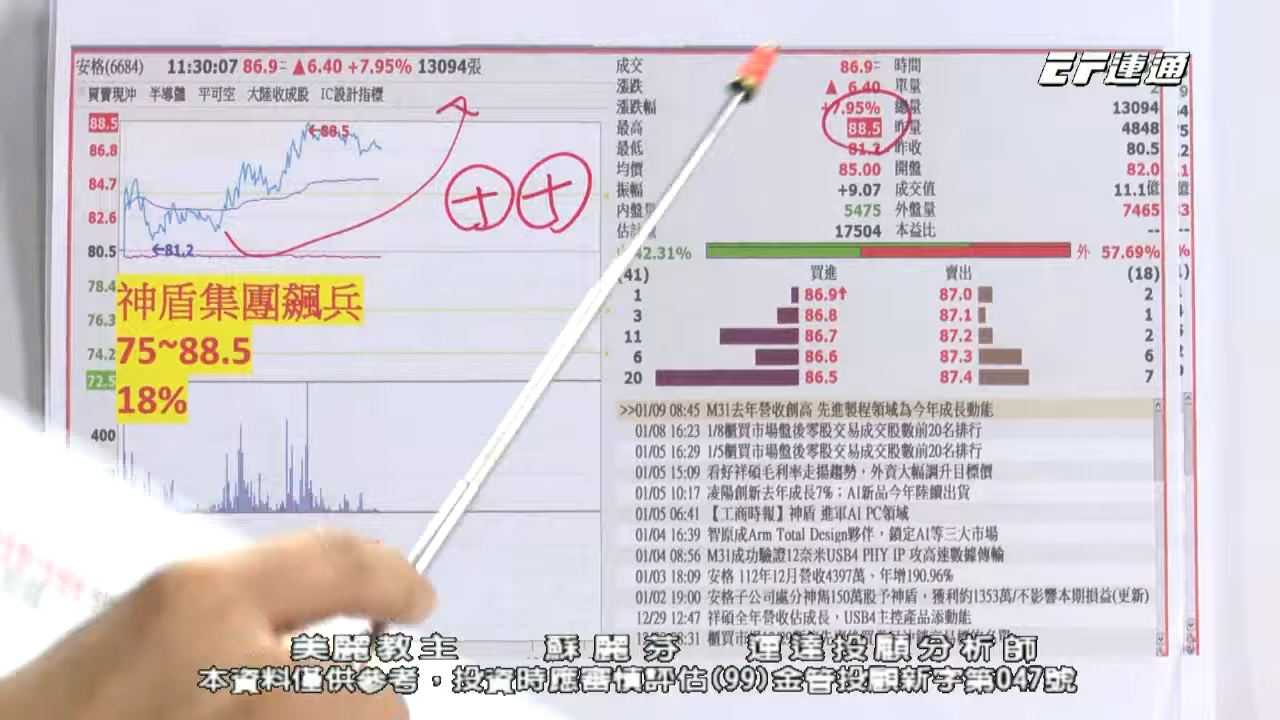 EF運通
安格(6684) 11:30:07 86.9= ▲6.40 +7.95% 13094張
買賣現沖 半導體 平可空 大陸收成股 IC設計指標
88.5
86.8
84.7
82.6
80.5
78.4
76.3
74.2
72.5
400
←88.5
←81.2
神盾集團飆兵
75~88.5
18%
成交 86.9= 時間
漲跌 ▲ 6.40 單量 2
漲跌幅 +7.95% 總量 13094
最高 88.5 昨量 4848
最低 81.2 昨收 80.5
均價 85.00 開盤 82.0
振幅 +9.07 成交值 11.1億
內盤量 5475 外盤量 7465
17504 本益比 --
42.31% 外 57.69%
(41) 買進 賣出 (18)
1 86.9↑ 87.0 2
3 86.8 87.1 1
11 86.7 87.2 2
6 86.6 87.3 6
20 86.5 87.4 7
>>01/09 08:45 M31去年營收創高 先進製程領域為今年成長動能
01/08 16:23 1/8櫃買市場盤後零股交易成交股數前20名排行
01/05 16:29 1/5櫃買市場盤後零股交易成交股數前20名排行
01/05 15:09 看好祥碩毛利率走揚趨勢，外資大幅調升目標價
01/05 10:17 凌陽創新去年成長7%；AI新品今年陸續出貨
01/05 06:41 【工商時報】神盾 進軍AI PC領域
01/04 16:39 智原成Arm Total Design夥伴，鎖定AI等三大市場
01/04 08:56 M31成功驗證12奈米USB4 PHY IP 攻高速數據傳輸
01/03 18:09 安格 112年12月營收4397萬、年增190.96%
01/02 19:00 安格子公司處分神雋150萬股予神盾，獲利約1353萬/不影響本期損益(更新)
12/29 12:47 祥碩全年營收估成長，USB4主控產品添動能
美麗教主 蘇麗芬 運達投顧分析師
本資料僅供參考，投資時應審慎評估(99)金管投顧新字第047號